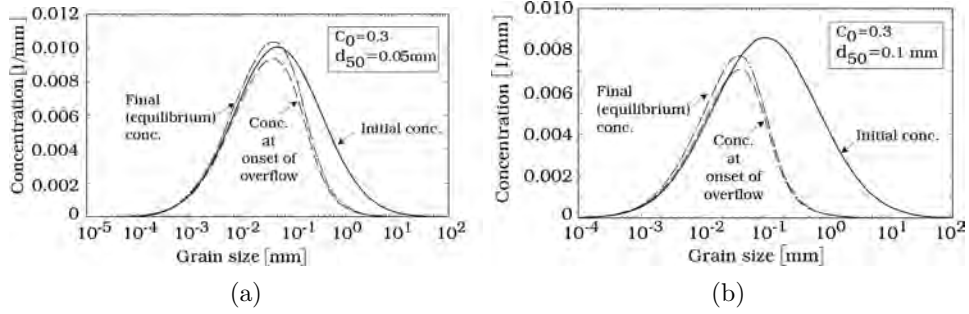 0.012
0.010
0.008
0.006
0.004
0.002
0
Concentration [1/mm]
C0=0.3
d50=0.05mm
Final
(equilibrium)
conc.
Conc.
at
onset of
overflow
Initial conc.
10-5 10-4 10-3 10-2 10-1 100 101 102
Grain size [mm]
(a)
0.010
0.008
0.006
0.004
0.002
0
Concentration [1/mm]
C0=0.3
d50=0.1 mm
Final
(equilibrium)
conc.
Conc.
at
onset of
overflow
Initial conc.
10-4 10-3 10-2 10-1 100 101 102
Grain size [mm]
(b)